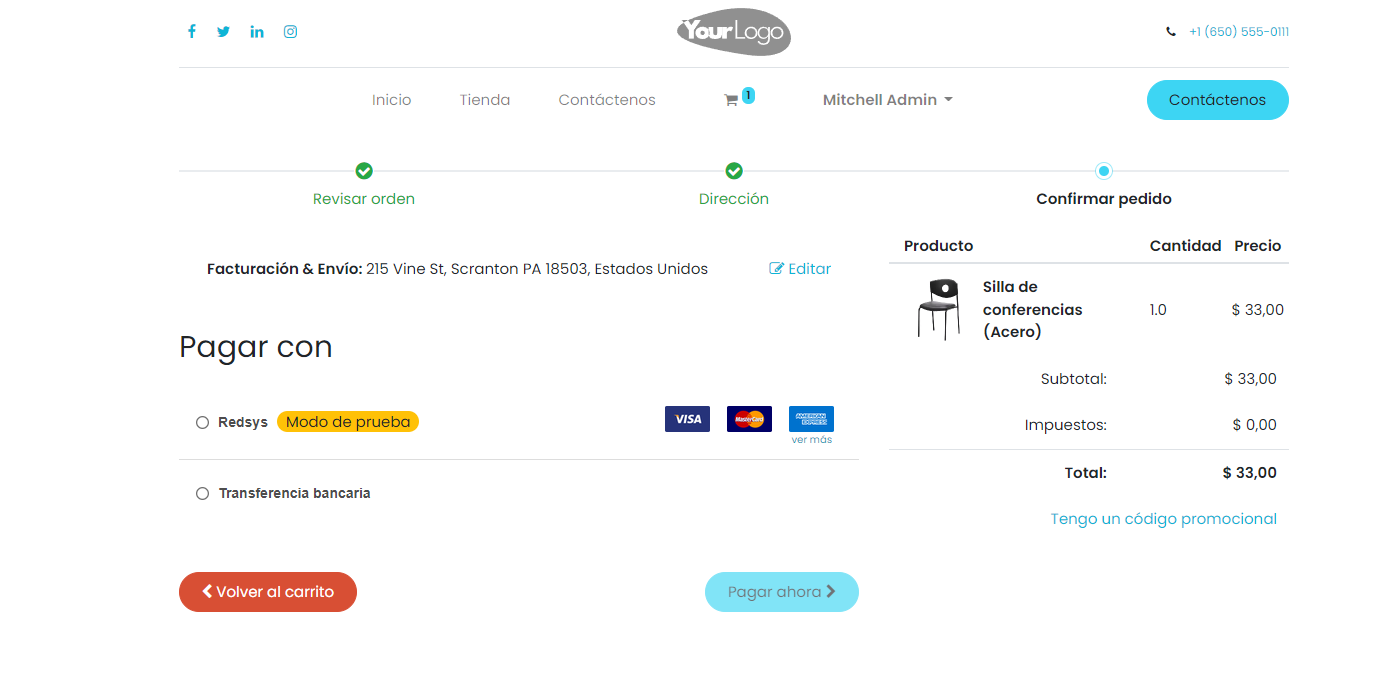 YourLogo
+1 (650) 555-0111
Inicio
Tienda
Contáctenos
1
Mitchell Admin
Contáctenos
Revisar orden
Dirección
Confirmar pedido
Facturación & Envío: 215 Vine St, Scranton PA 18503, Estados Unidos
Editar
Pagar con
Redsys
Modo de prueba
VISA
MasterCard
AMERICAN
EXPRESS
ver más
Transferencia bancaria
Volver al carrito
Pagar ahora
Producto
Cantidad
Precio
Silla de
conferencias
(Acero)
1.0
$ 33,00
Subtotal:
$ 33,00
Impuestos:
$ 0,00
Total:
$ 33,00
Tengo un código promocional